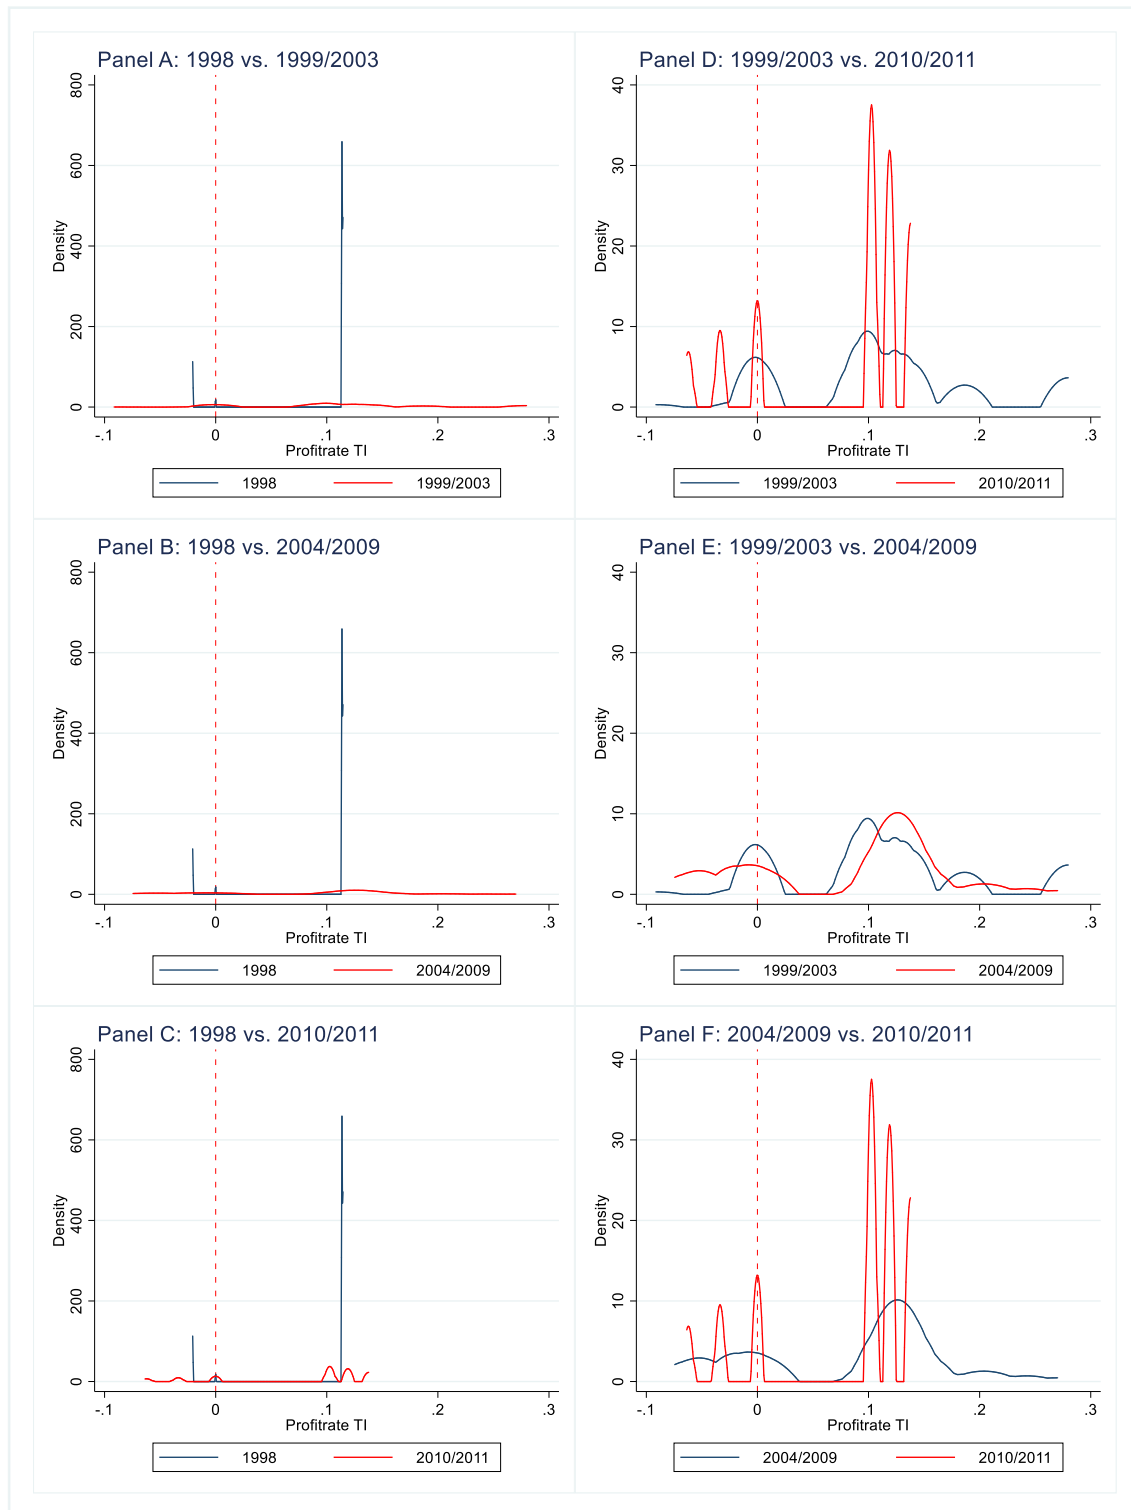 Panel A: 1998 vs. 1999/2003
800
600
400
200
0
Density
-.1 0 .1 .2 .3
Profitrate TI
1998 1999/2003
Panel D: 1999/2003 vs. 2010/2011
40
30
20
10
0
Density
-.1 0 .1 .2 .3
Profitrate TI
1999/2003 2010/2011
Panel B: 1998 vs. 2004/2009
800
600
400
200
0
Density
-.1 0 .1 .2 .3
Profitrate TI
1998 2004/2009
Panel E: 1999/2003 vs. 2004/2009
40
30
20
10
0
Density
-.1 0 .1 .2 .3
Profitrate TI
1999/2003 2004/2009
Panel C: 1998 vs. 2010/2011
800
600
400
200
0
Density
-.1 0 .1 .2 .3
Profitrate TI
1998 2010/2011
Panel F: 2004/2009 vs. 2010/2011
40
30
20
10
0
Density
-.1 0 .1 .2 .3
Profitrate TI
2004/2009 2010/2011